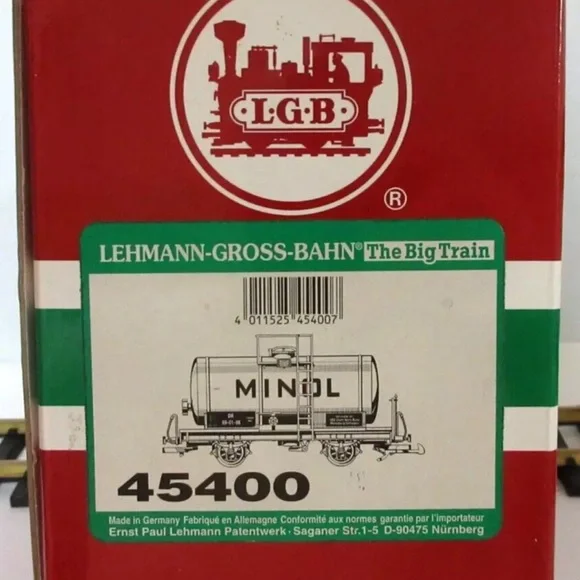 L·G·B
®
LEHMANN-GROSS-BAHN® The Big Train
4 011525 454007
MINOL
45400
Made in Germany Fabriqué en Allemagne Conformité aux normes garantie par l'importateur
Ernst Paul Lehmann Patentwerk · Saganer Str.1-5 D-90475 Nürnberg